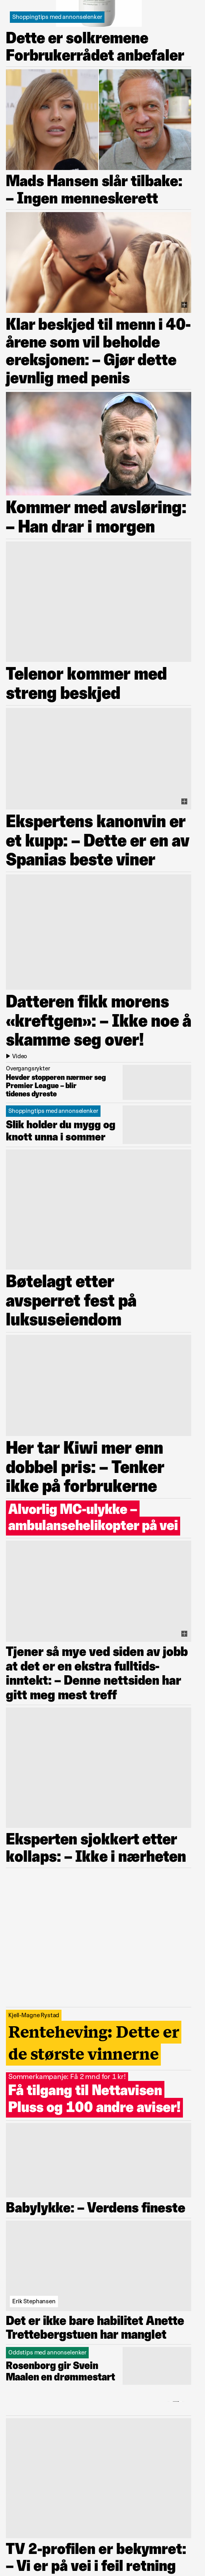 Shoppingtips med annonselenker
Dette er solkremene
Forbrukerrådet anbefaler
Mads Hansen slår tilbake:
– Ingen menneskerett
Klar beskjed til menn i 40-
årene som vil beholde
ereksjonen: – Gjør dette
jevnlig med penis
Kommer med avsløring:
– Han drar i morgen
Telenor kommer med
streng beskjed
Ekspertens kanonvin er
et kupp: – Dette er en av
Spanias beste viner
Datteren fikk morens
«kreftgen»: – Ikke noe å
skamme seg over!
Video
Overgangsrykter
Hevder stopperen nærmer seg
Premier League – blir
tidenes dyreste
Shoppingtips med annonselenker
Slik holder du mygg og
knott unna i sommer
Bøtelagt etter
avsperret fest på
luksuseiendom
Her tar Kiwi mer enn
dobbel pris: – Tenker
ikke på forbrukerne
Alvorlig MC-ulykke –
ambulansehelikopter på vei
Tjener så mye ved siden av jobb
at det er en ekstra fulltids-
inntekt: – Denne nettsiden har
gitt meg mest treff
Eksperten sjokkert etter
kollaps: – Ikke i nærheten
Kjell-Magne Rystad
Renteheving: Dette er
de største vinnerne
Sommerkampanje: Få 2 mnd for 1 kr!
Få tilgang til Nettavisen
Pluss og 100 andre aviser!
Babylykke: – Verdens fineste
Erik Stephansen
Det er ikke bare habilitet Anette
Trettebergstuen har manglet
Oddstips med annonselenker
Rosenborg gir Svein
Maalen en drømmestart
TV 2-profilen er bekymret:
– Vi er på vei i feil retning